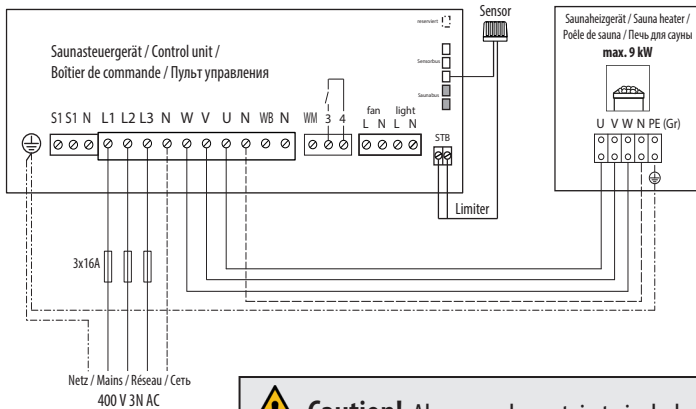 reserviert
Sensor
Saunaheizgerät / Sauna heater /
Poêle de sauna / Печь для сауны
max. 9 kW
Saunasteuergerät / Control unit /
Boîtier de commande / Пульт управления
Sensorbus
Saunabus
S1 S1 N L1 L2 L3 N W V U N WB N WM 3 4
fan light
L N L N
STB
U V W N PE (Gr)
Limiter
3x16A
Netz / Mains / Réseau / Сеть
400 V 3N AC
Caution!